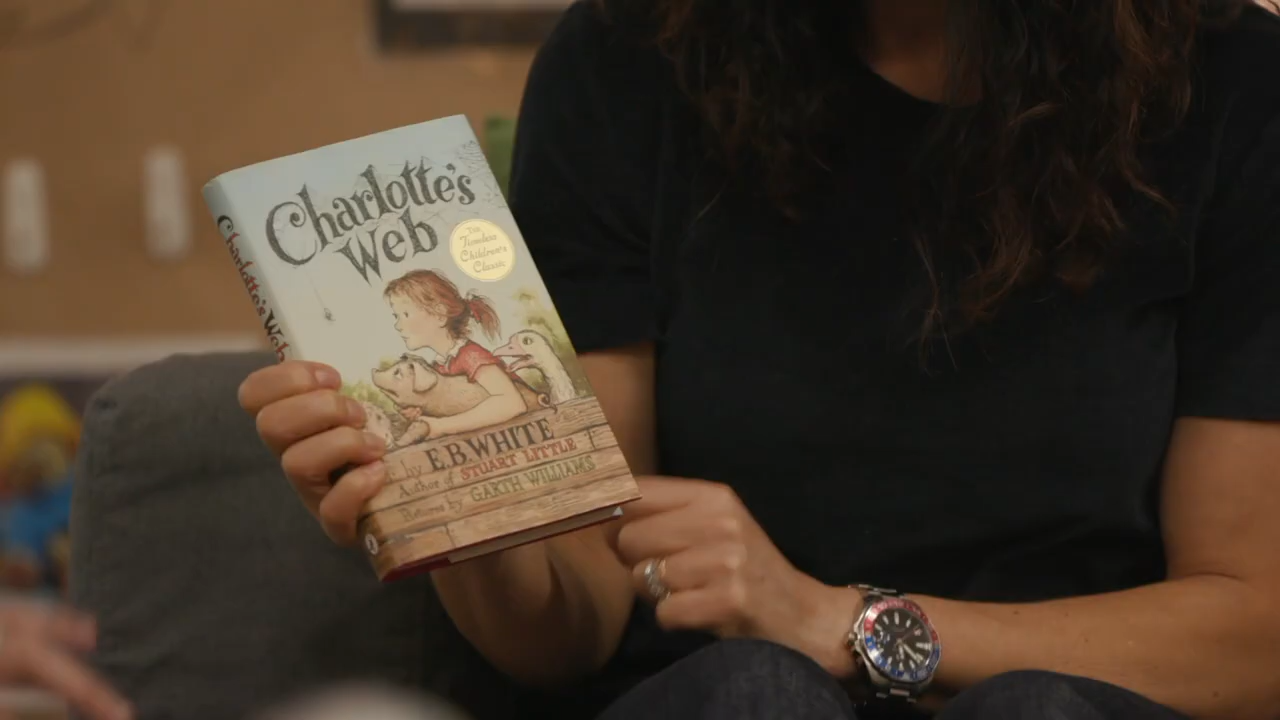 Charlotte's
Web
The
Timeless
Children's
Classic
by E.B. WHITE
Author of STUART LITTLE
Pictures by GARTH WILLIAMS
Charlotte's Web